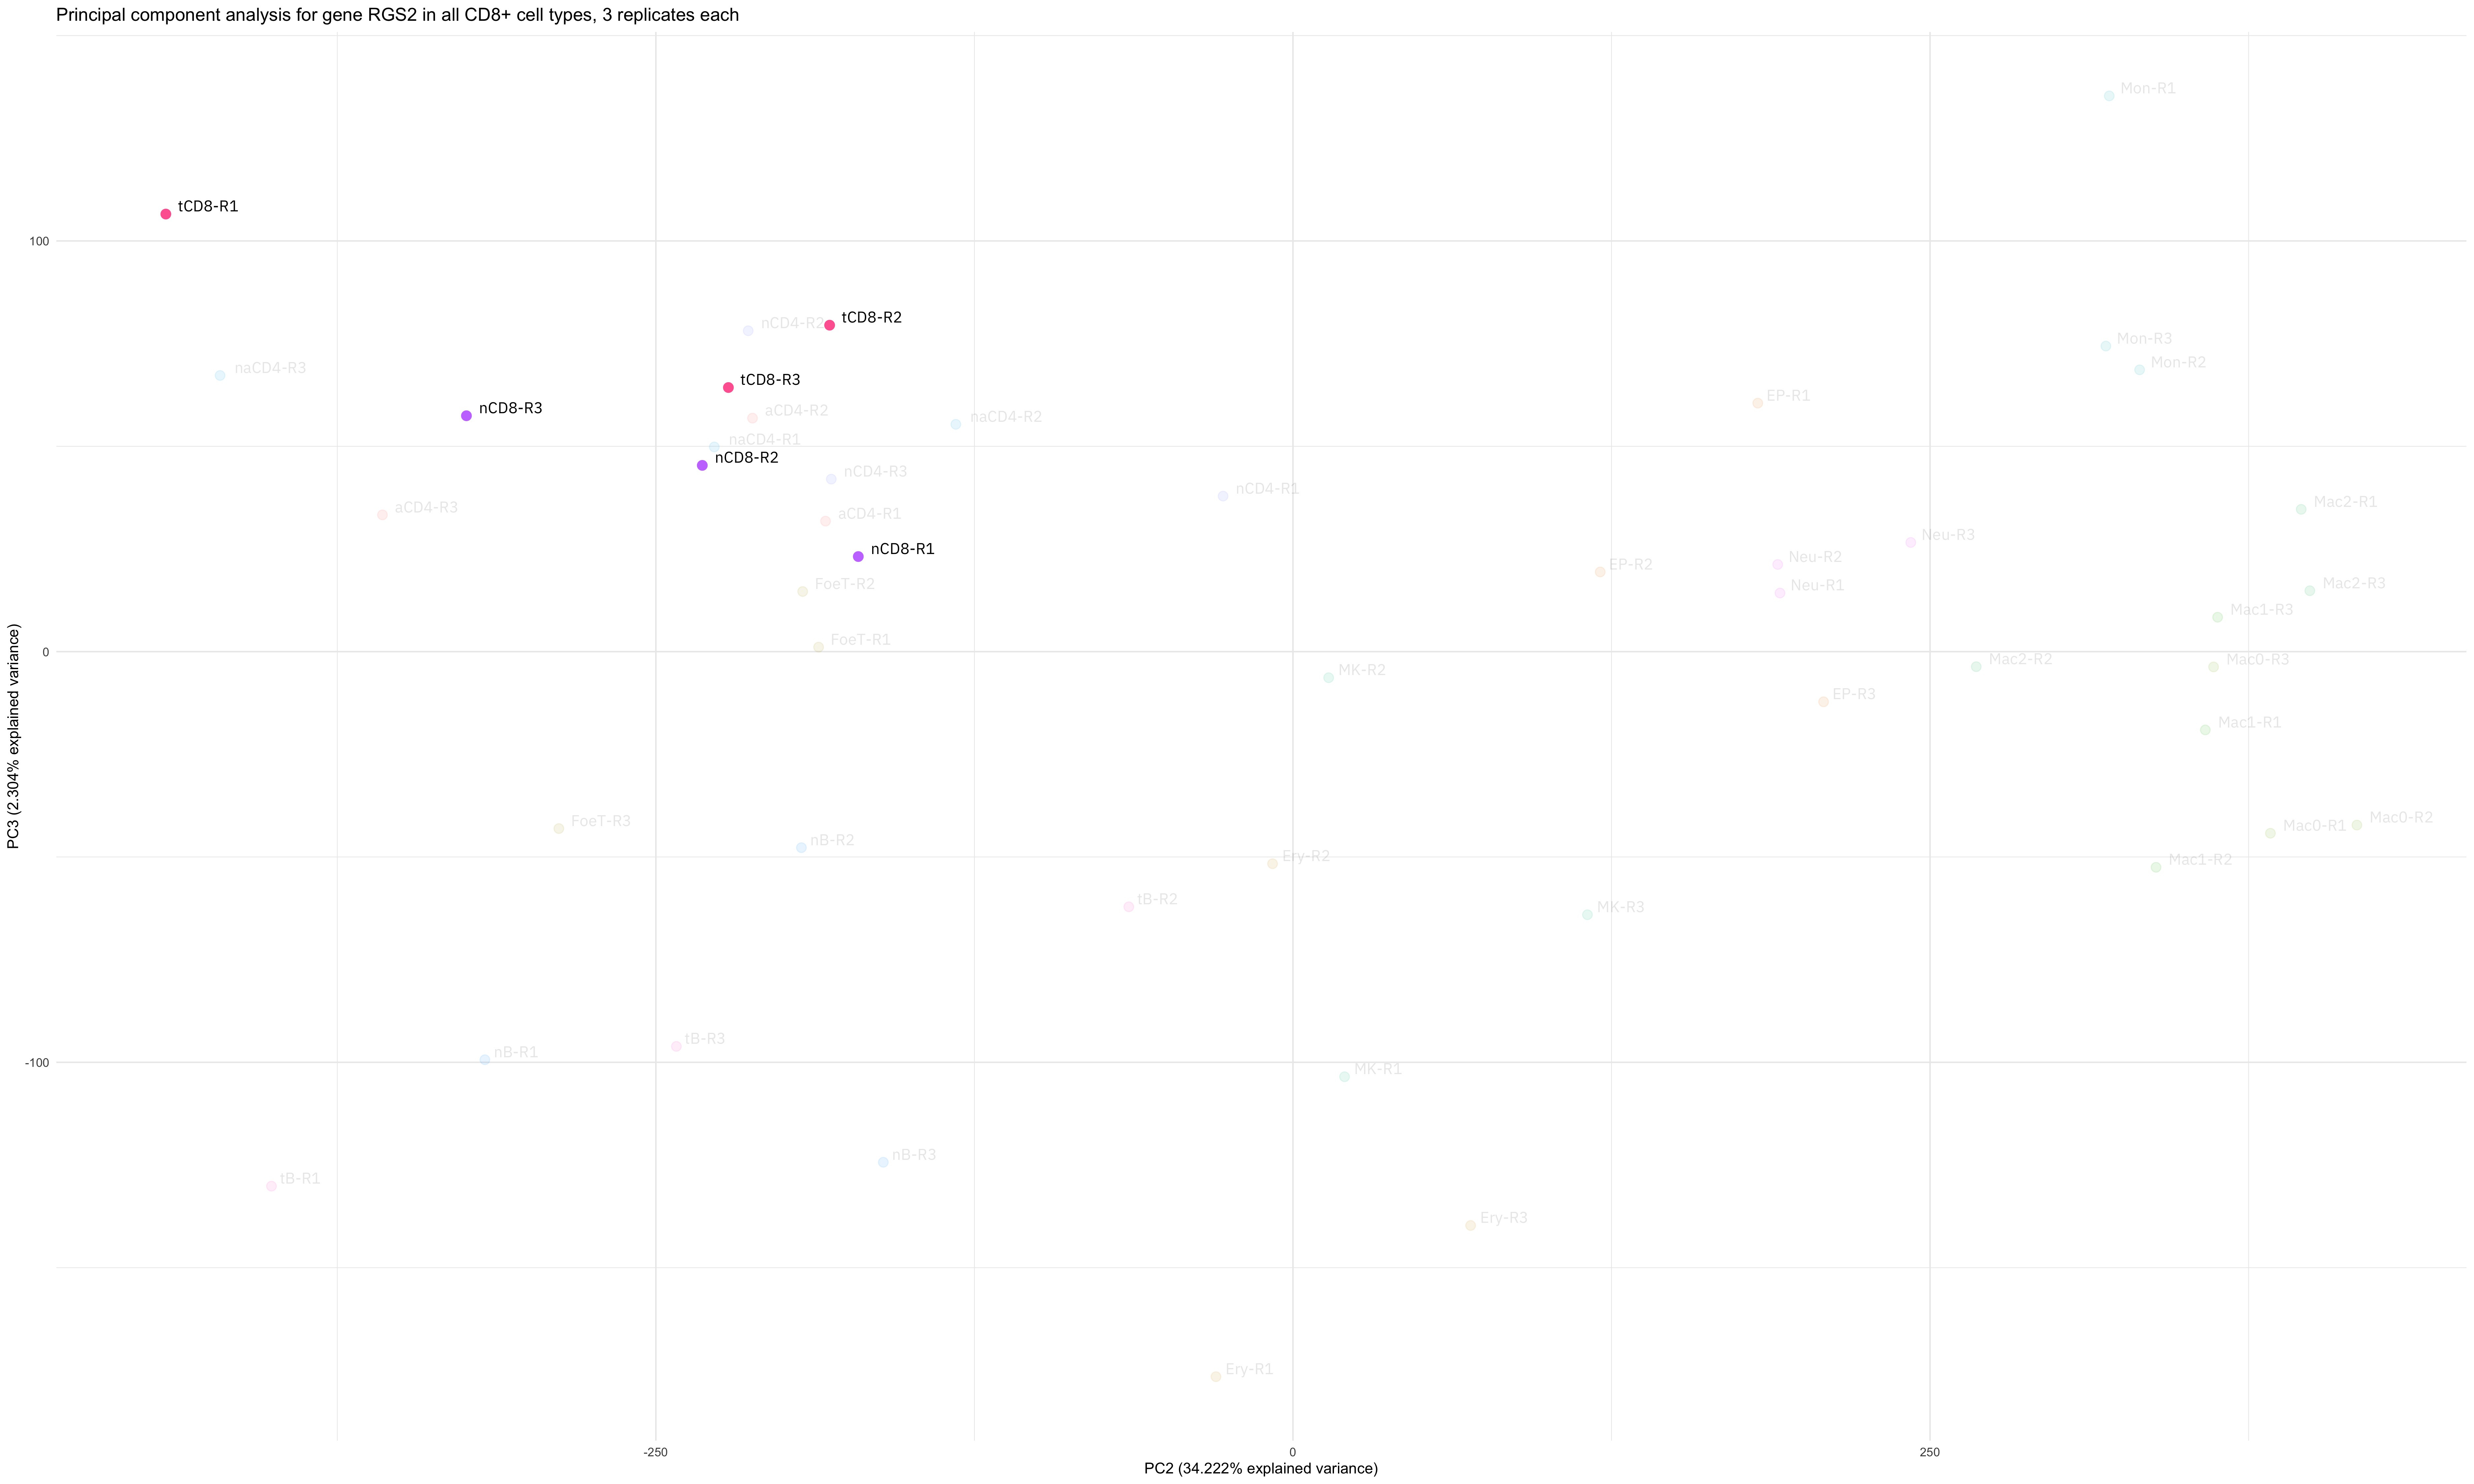 Principal component analysis for gene RGS2 in all CD8+ cell types, 3 replicates each
Mon-R1
tCD8-R1
100
tCD8-R2
nCD4-R2
Mon-R3
Mon-R2
naCD4-R3
tCD8-R3
EP-R1
nCD8-R3
aCD4-R2
naCD4-R2
naCD4-R1
nCD8-R2
nCD4-R3
nCD4-R1
Mac2-R1
aCD4-R3
aCD4-R1
Neu-R3
nCD8-R1
Neu-R2
EP-R2
FoeT-R2
Neu-R1
Mac2-R3
Mac1-R3
FoeT-R1
0
Mac2-R2
Mac0-R3
MK-R2
EP-R3
Mac1-R1
PC3 (2.304% explained variance)
FoeT-R3
Mac0-R2
Mac0-R1
nB-R2
Ery-R2
Mac1-R2
tB-R2
MK-R3
tB-R3
nB-R1
-100
MK-R1
nB-R3
tB-R1
Ery-R3
Ery-R1
-250
0
250
PC2 (34.222% explained variance)